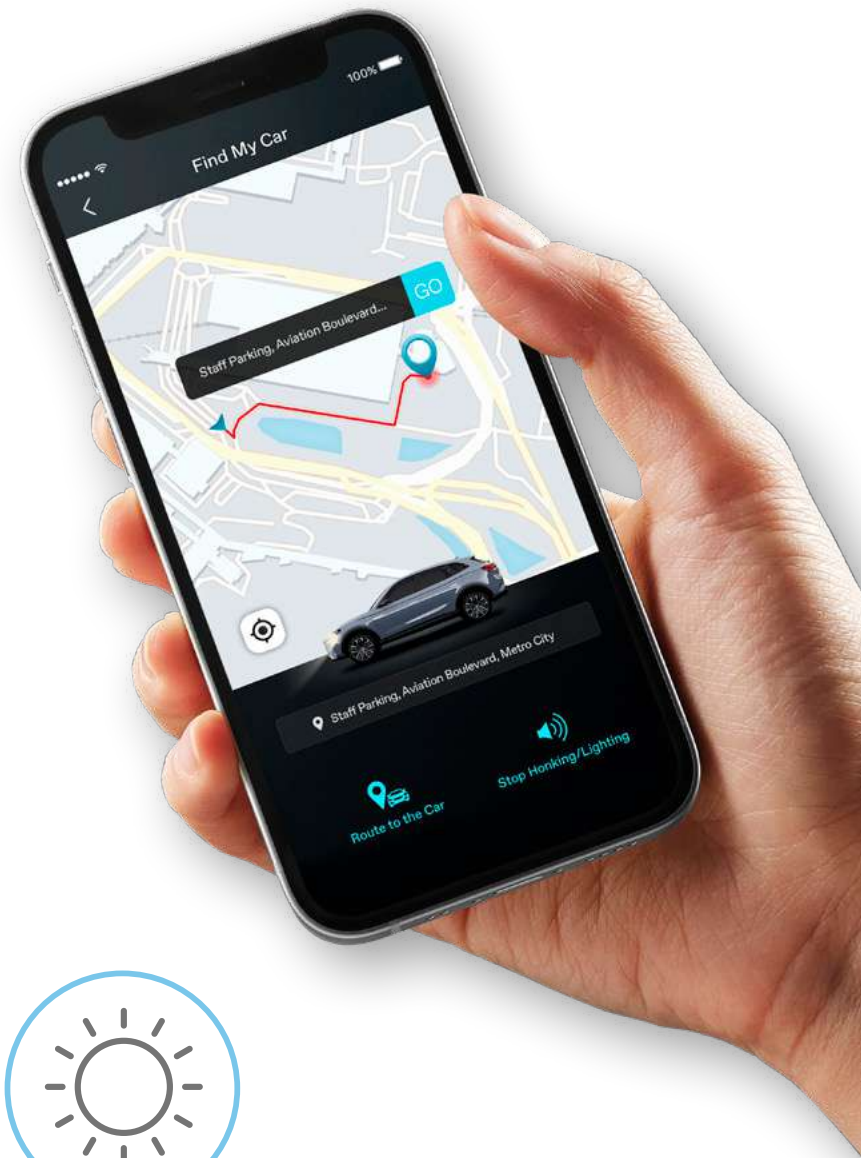 100%
Find My Car
Staff Parking, Aviation Boulevard...
GO
Staff Parking, Aviation Boulevard, Metro City
Route to the Car
Stop Honking/Lighting